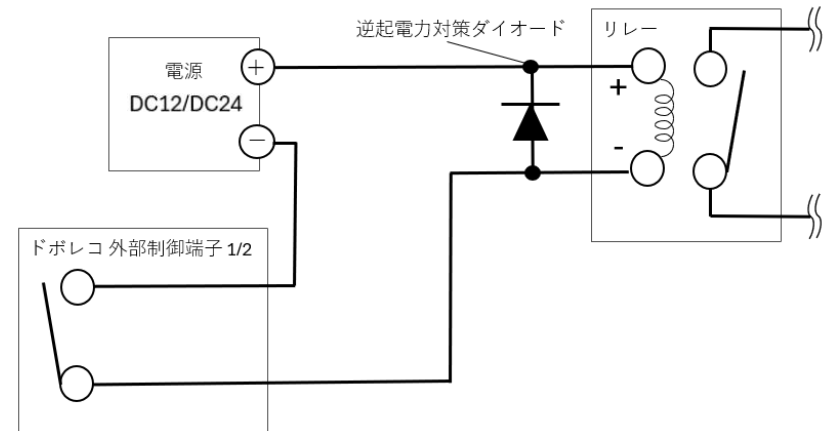 逆起電力対策ダイオード
リレー
電源
DC12/DC24
+
−
+
-
ドボレコ 外部制御端子 1/2